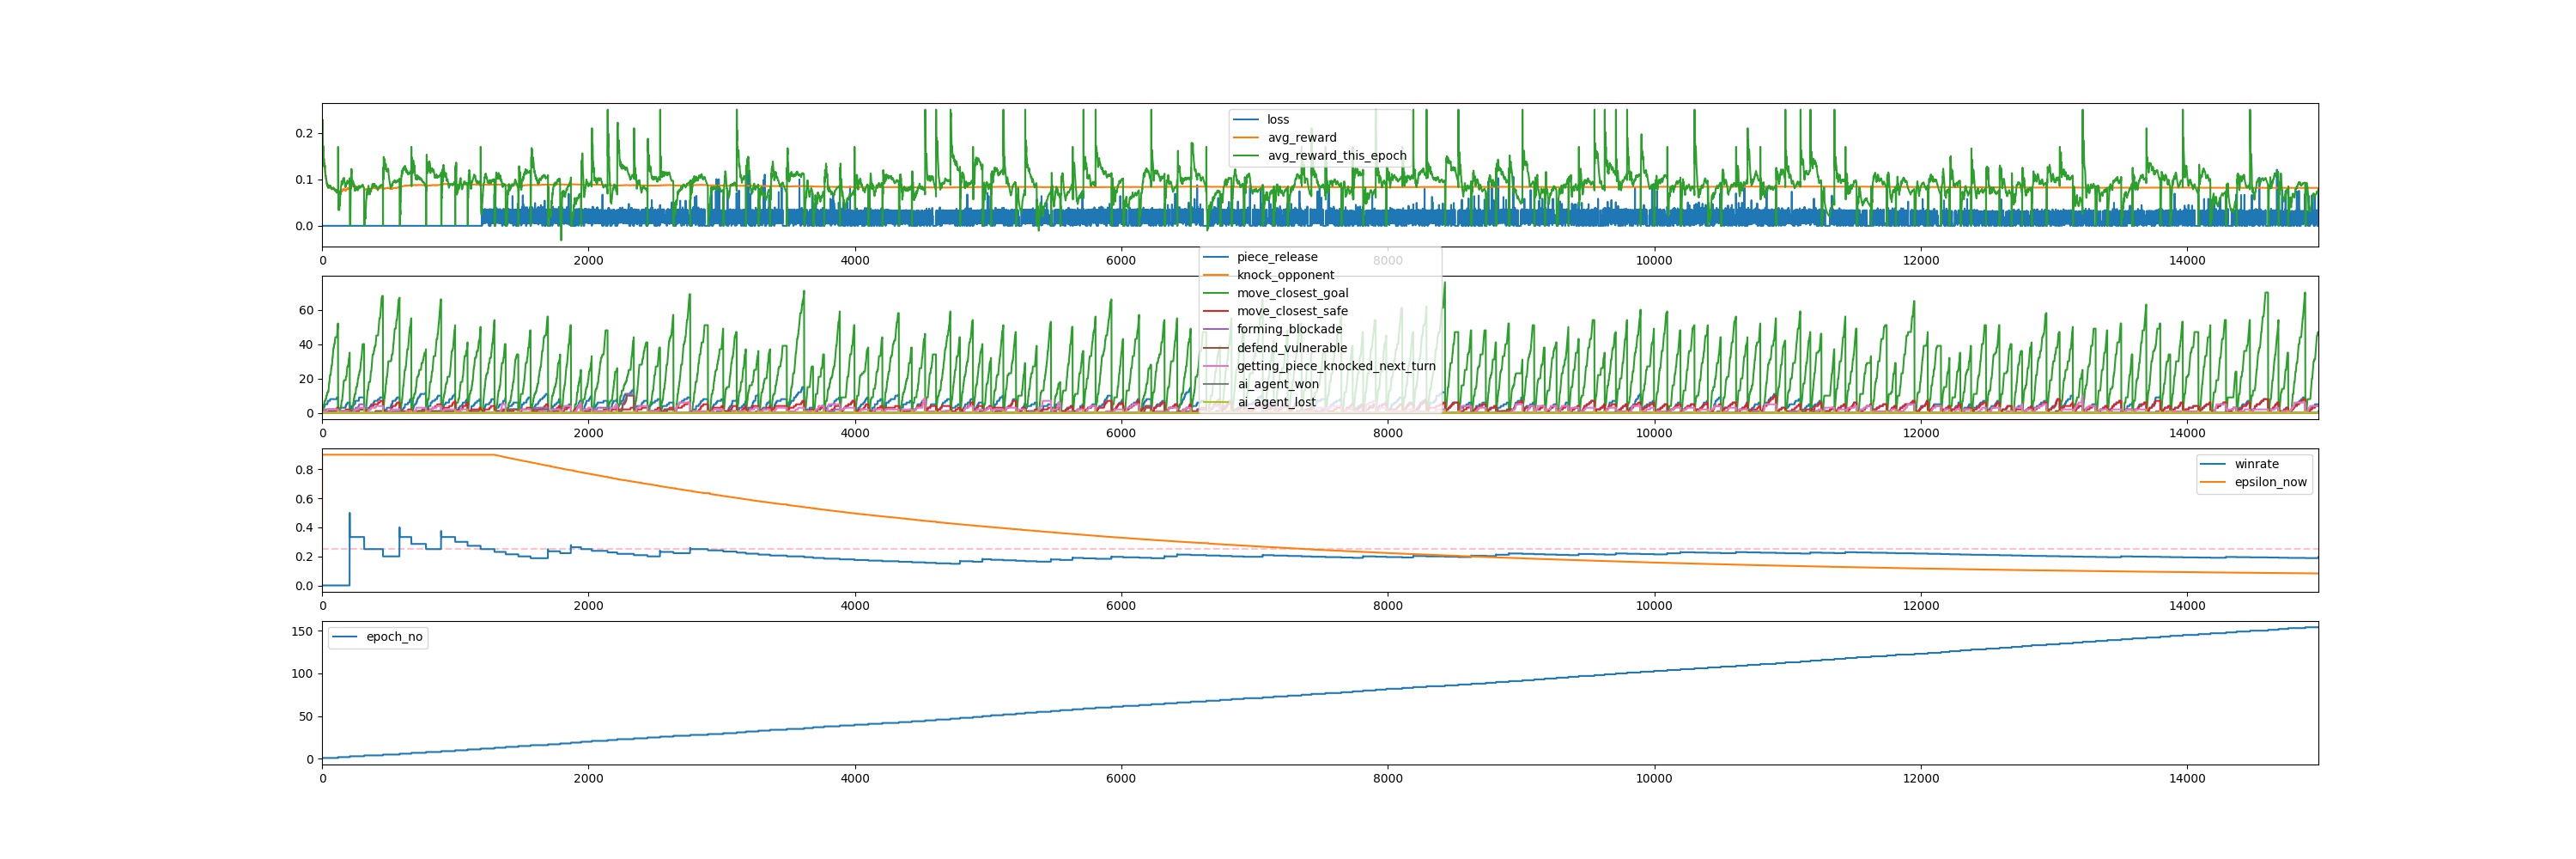 0.2
0.1
0.0
loss
avg_reward
avg_reward_this_epoch
0 2000 4000 6000 8000 10000 12000 14000
60
40
20
0
piece_release
knock_opponent
move_closest_goal
move_closest_safe
forming_blockade
defend_vulnerable
getting_piece_knocked_next_turn
ai_agent_won
ai_agent_lost
0 2000 4000 6000 8000 10000 12000 14000
0.8
0.6
0.4
0.2
0.0
winrate
epsilon_now
0 2000 4000 6000 8000 10000 12000 14000
150
100
50
0
epoch_no
0 2000 4000 6000 8000 10000 12000 14000